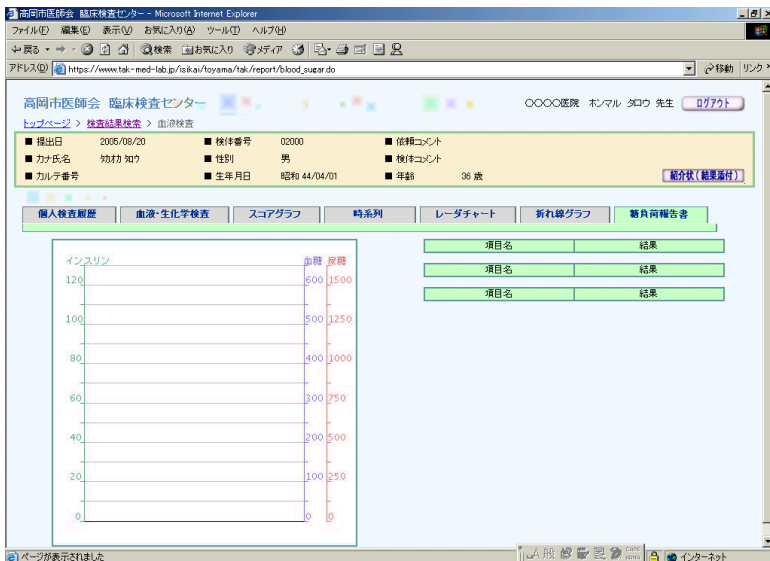 高岡市医師会 臨床検査センター - Microsoft Internet Explorer
ファイル(F) 編集(E) 表示(V) お気に入り(A) ツール(T) ヘルプ(H)
戻る 検索 お気に入り メディア
アドレス(D) https://www.tak-med-lab.jp/isikai/toyama/tak/report/blood_sugar.do 移動 リンク »
高岡市医師会 臨床検査センター OOOO医院 ホンマル タロウ 先生 ログアウト
トップページ > 検査結果検索 > 血液検査
■ 提出日 2005/08/20 ■ 検体番号 02000 ■ 依頼コメント
■ カナ氏名 タカオカ タロウ ■ 性別 男 ■ 検体コメント
■ カルテ番号 ■ 生年月日 昭和 44/04/01 ■ 年齢 36 歳 紹介状(結果添付)
個人検査履歴 血液・生化学検査 スコアグラフ 時系列 レーダチャート 折れ線グラフ 糖負荷報告書
項目名 結果
項目名 結果
項目名 結果
インスリン 血糖 尿糖
120 600 1500
100 500 1250
80 400 1000
60 300 750
40 200 500
20 100 250
0 0 0
ページが表示されました
A 般
CAPS
KANA
インターネット